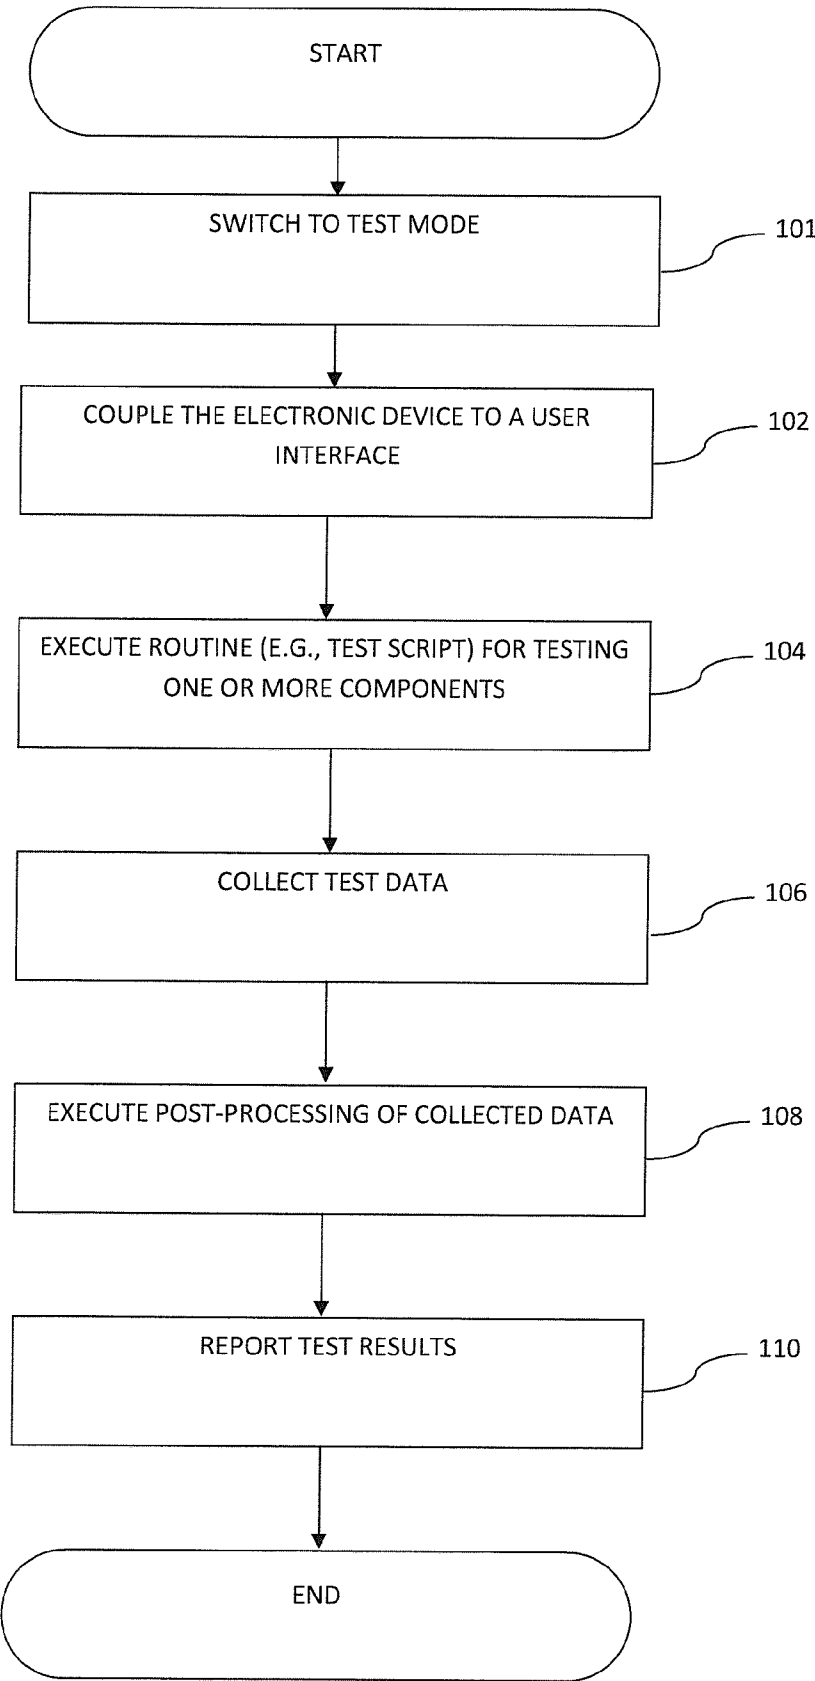 START
SWITCH TO TEST MODE
101
COUPLE THE ELECTRONIC DEVICE TO A USER
INTERFACE
102
EXECUTE ROUTINE (E.G., TEST SCRIPT) FOR TESTING
ONE OR MORE COMPONENTS
104
COLLECT TEST DATA
106
EXECUTE POST-PROCESSING OF COLLECTED DATA
108
REPORT TEST RESULTS
110
END